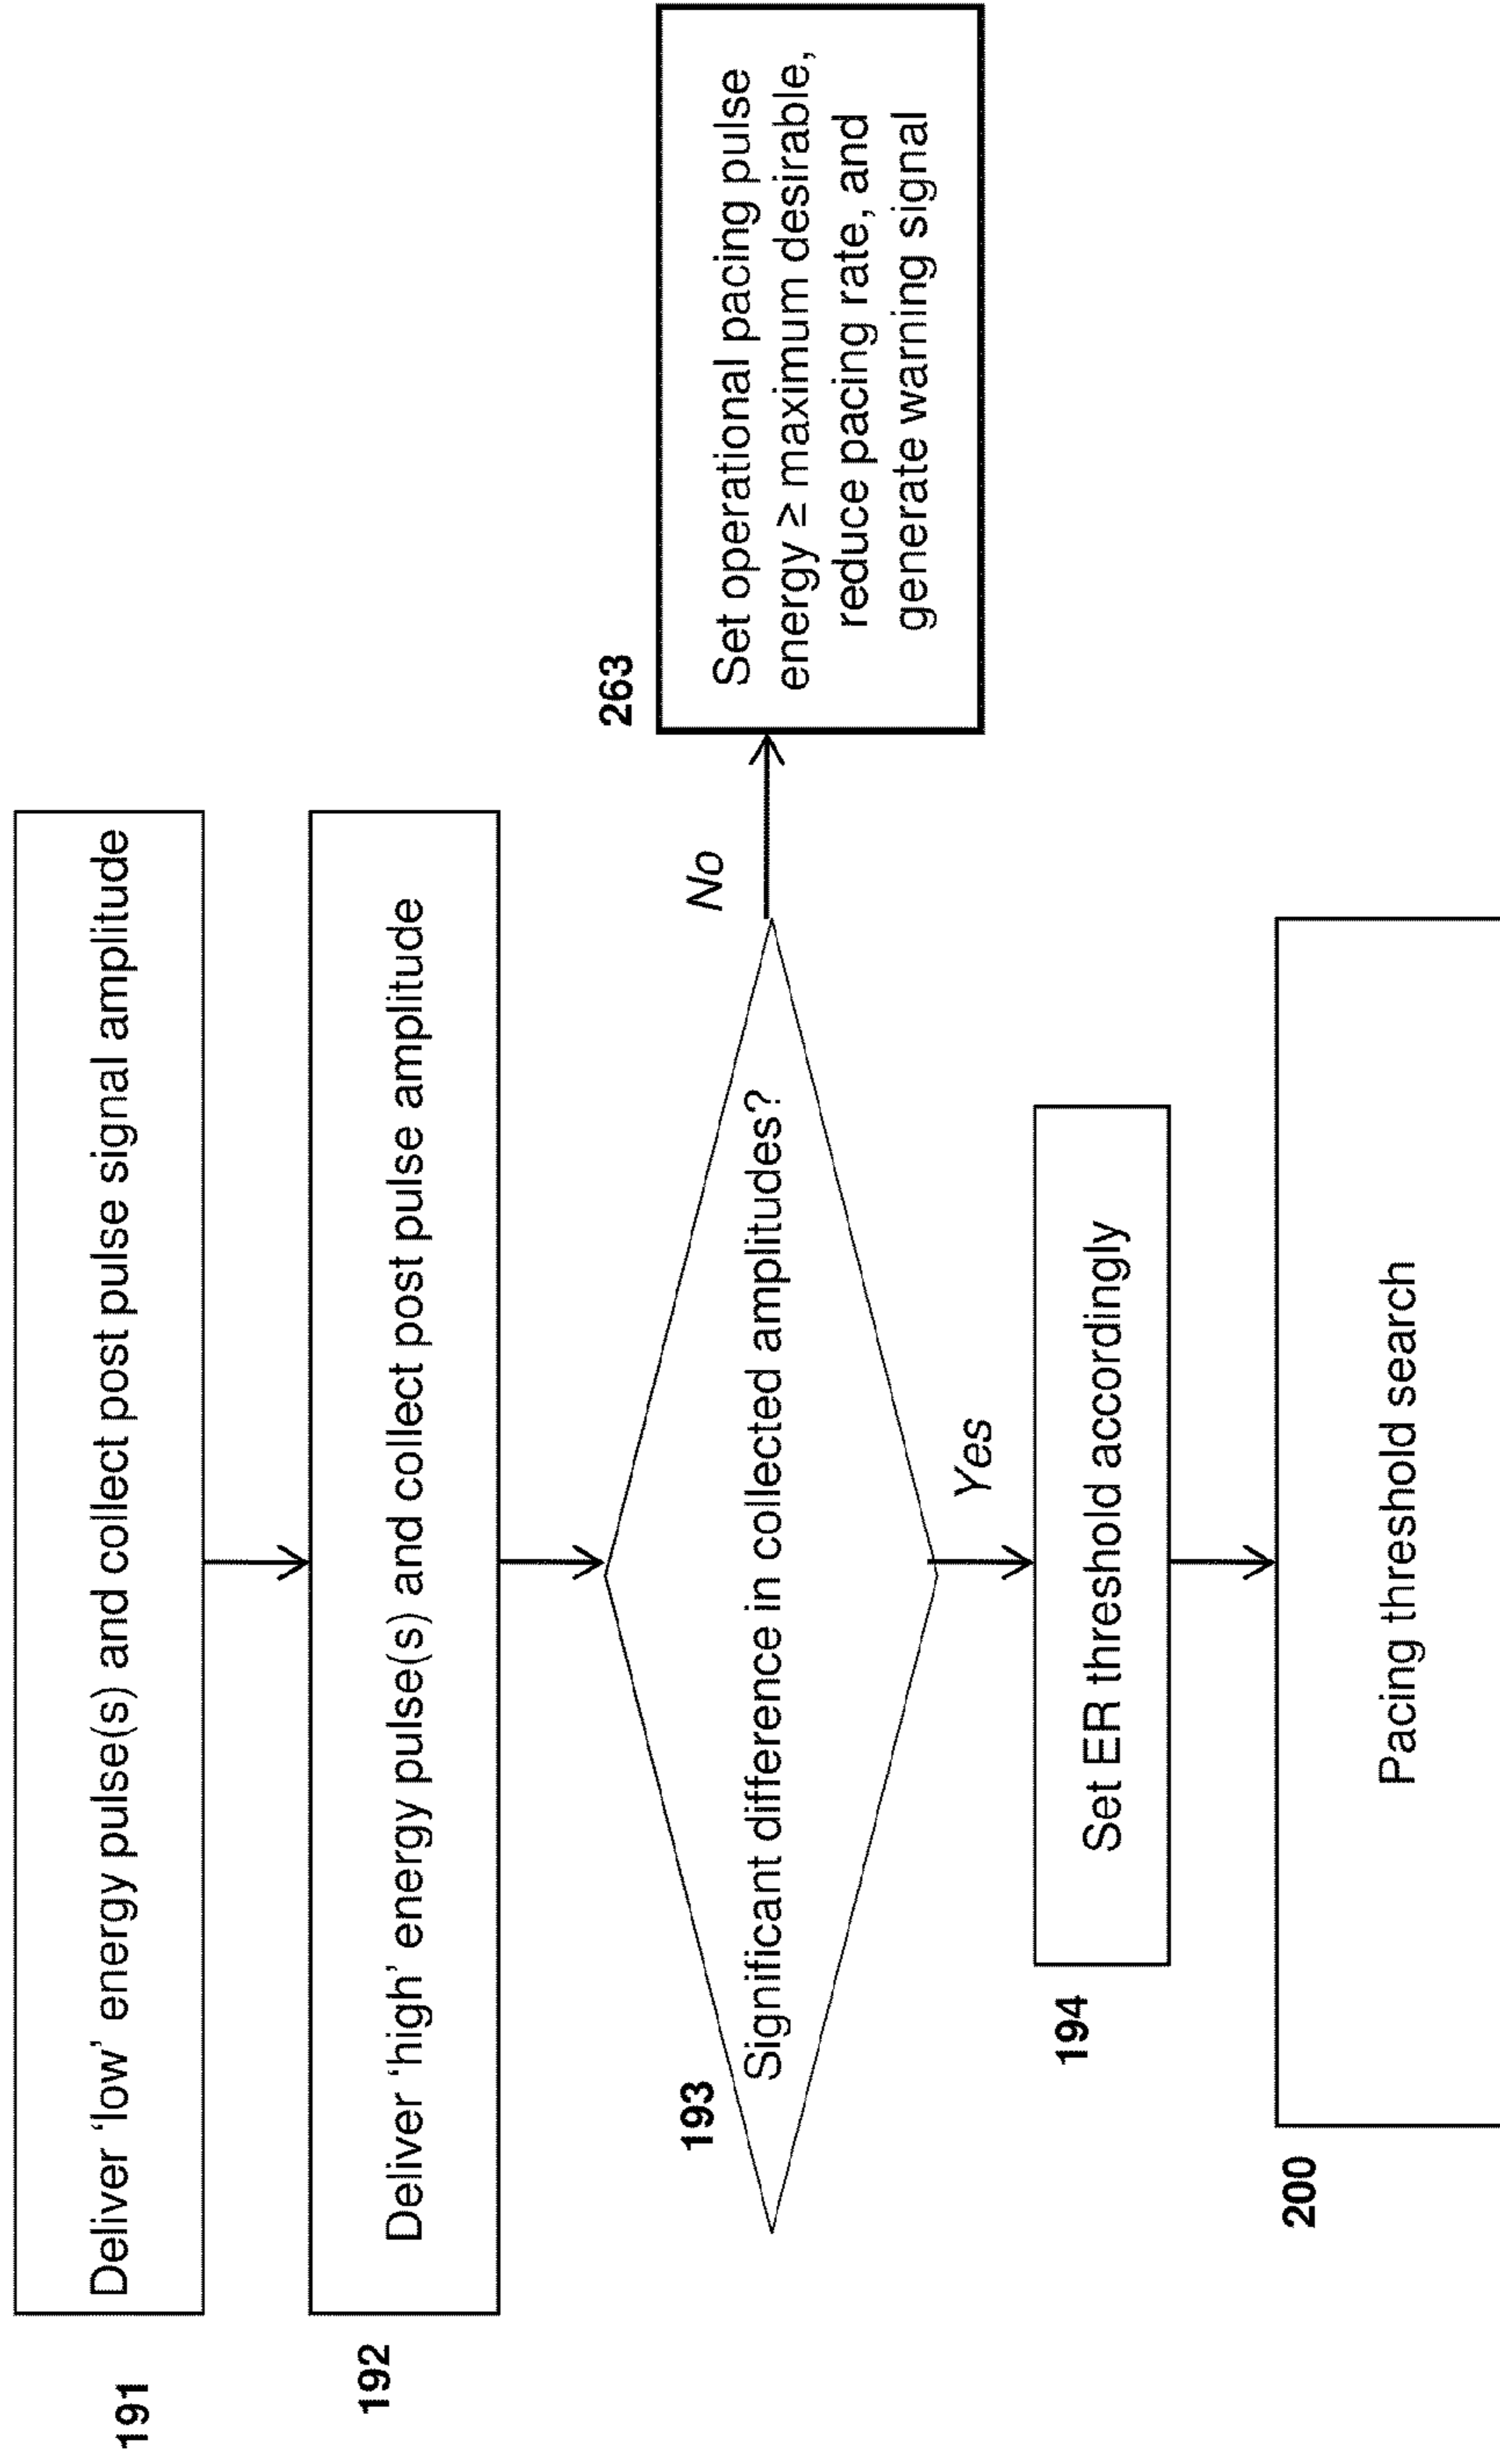 191
Deliver ‘low’ energy pulse(s) and collect post pulse signal amplitude
192
Deliver ‘high’ energy pulse(s) and collect post pulse amplitude
193
Significant difference in collected amplitudes?
No
263
Set operational pacing pulse
energy ≥ maximum desirable,
reduce pacing rate, and
generate warning signal
Yes
194
Set ER threshold accordingly
200
Pacing threshold search